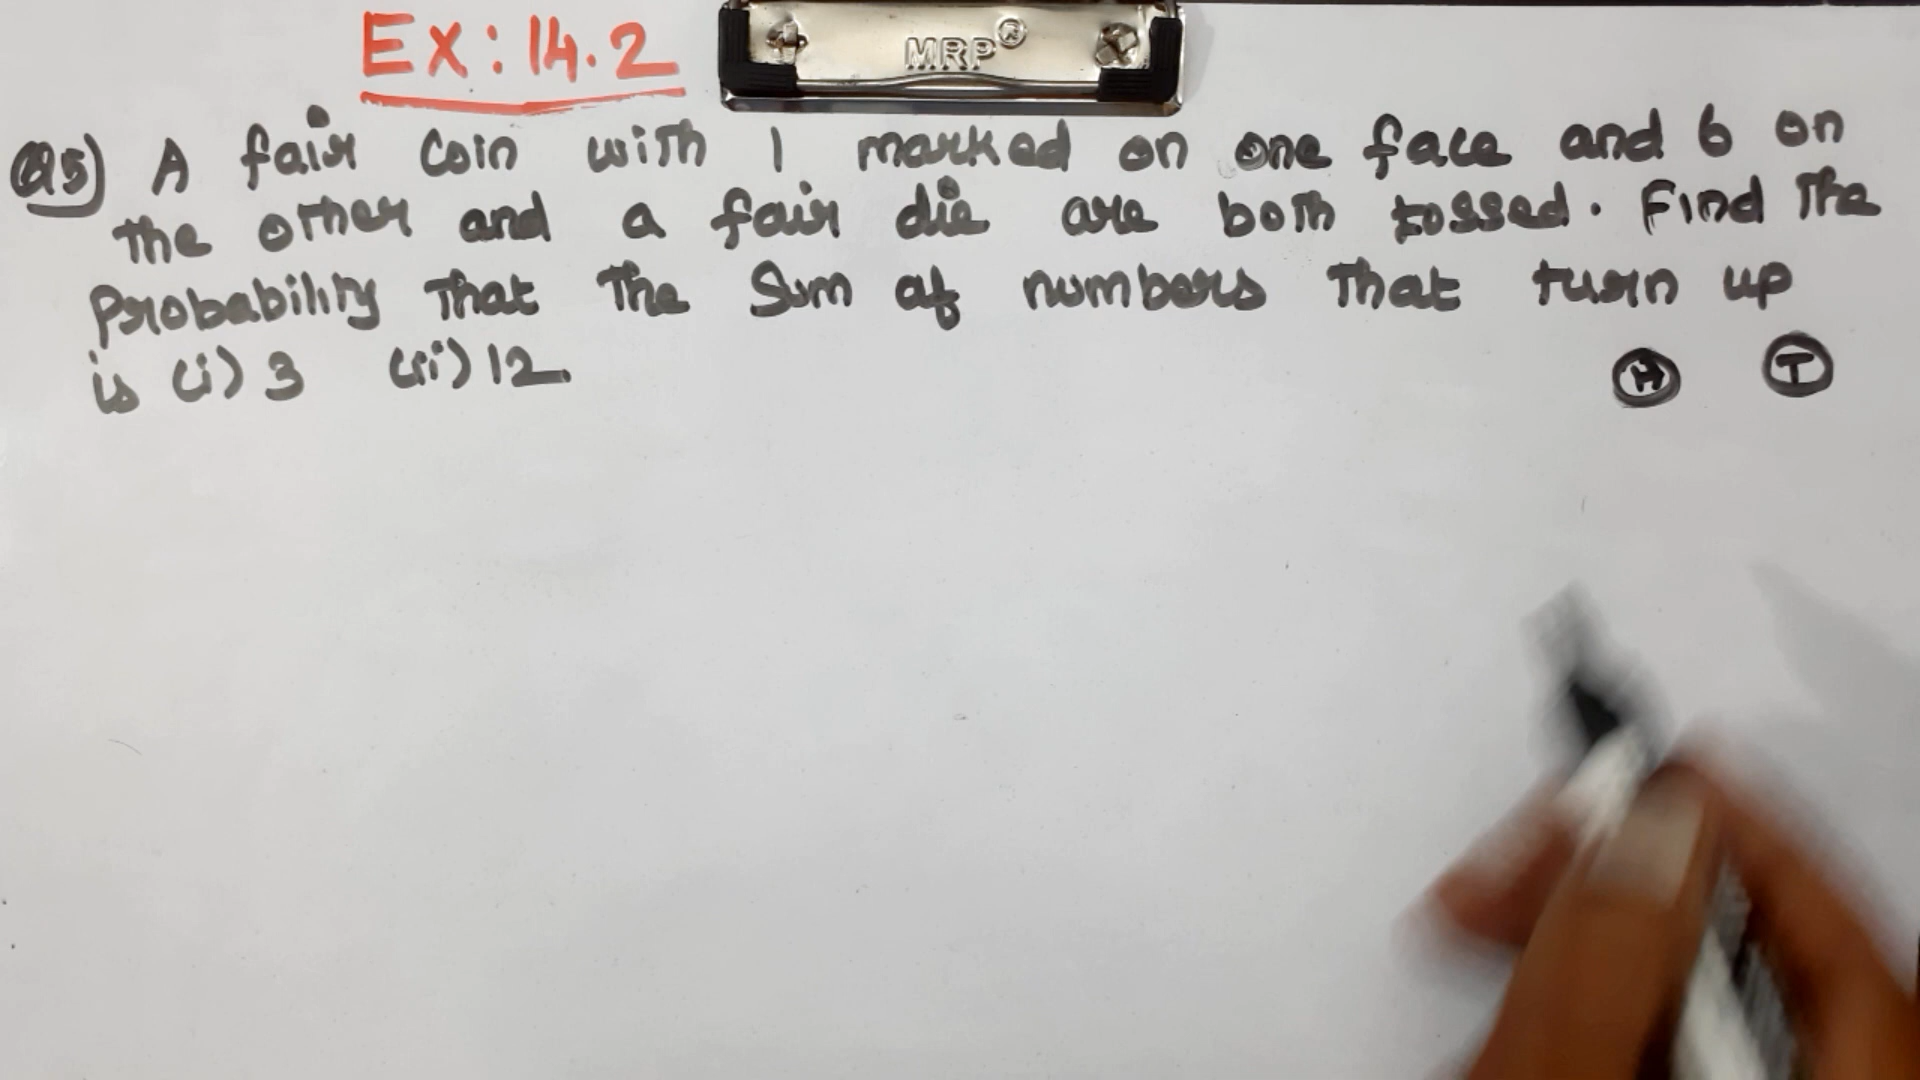 Ex: 14.2
MRP®
Q5) A fair coin with 1 marked on one face and 6 on
the other and a fair die are both tossed. Find the
Probability that the sum of numbers that turn up
is (i) 3 (ii) 12.
H T